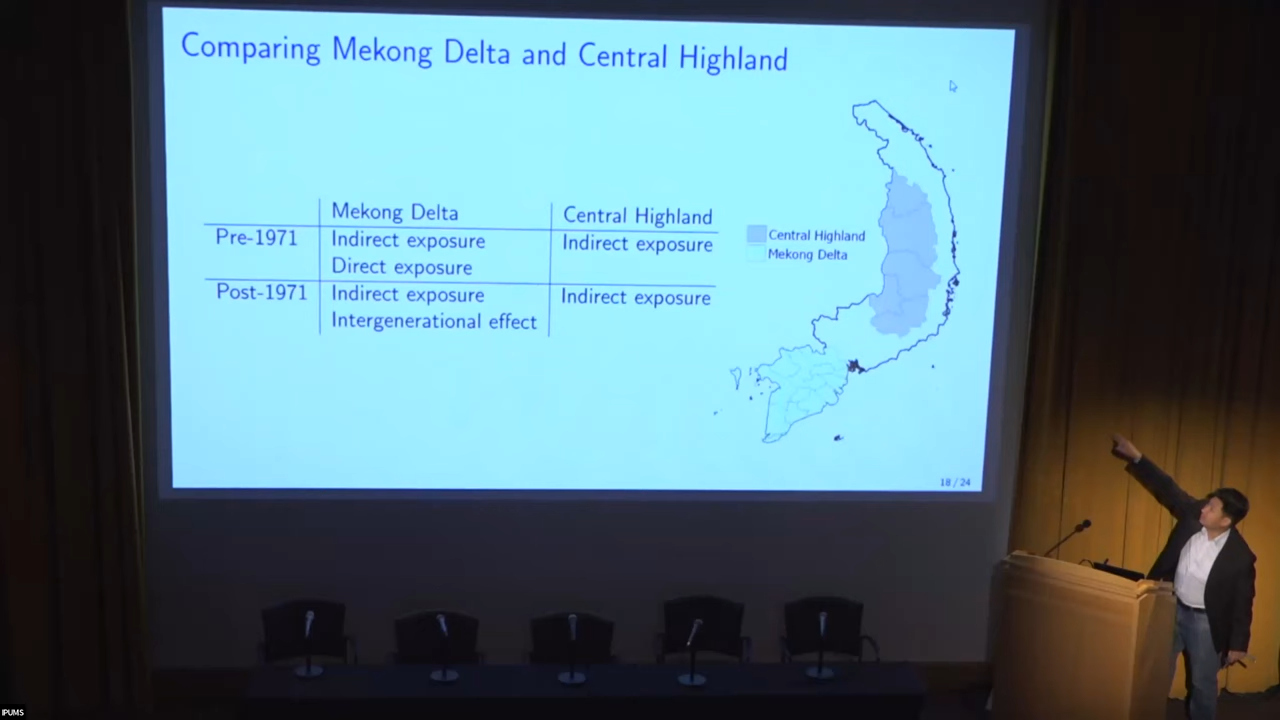 Comparing Mekong Delta and Central Highland
Mekong Delta Central Highland
Pre-1971 Indirect exposure Indirect exposure
Direct exposure
Post-1971 Indirect exposure Indirect exposure
Intergenerational effect
Central Highland
Mekong Delta
18 / 24
IPUMS